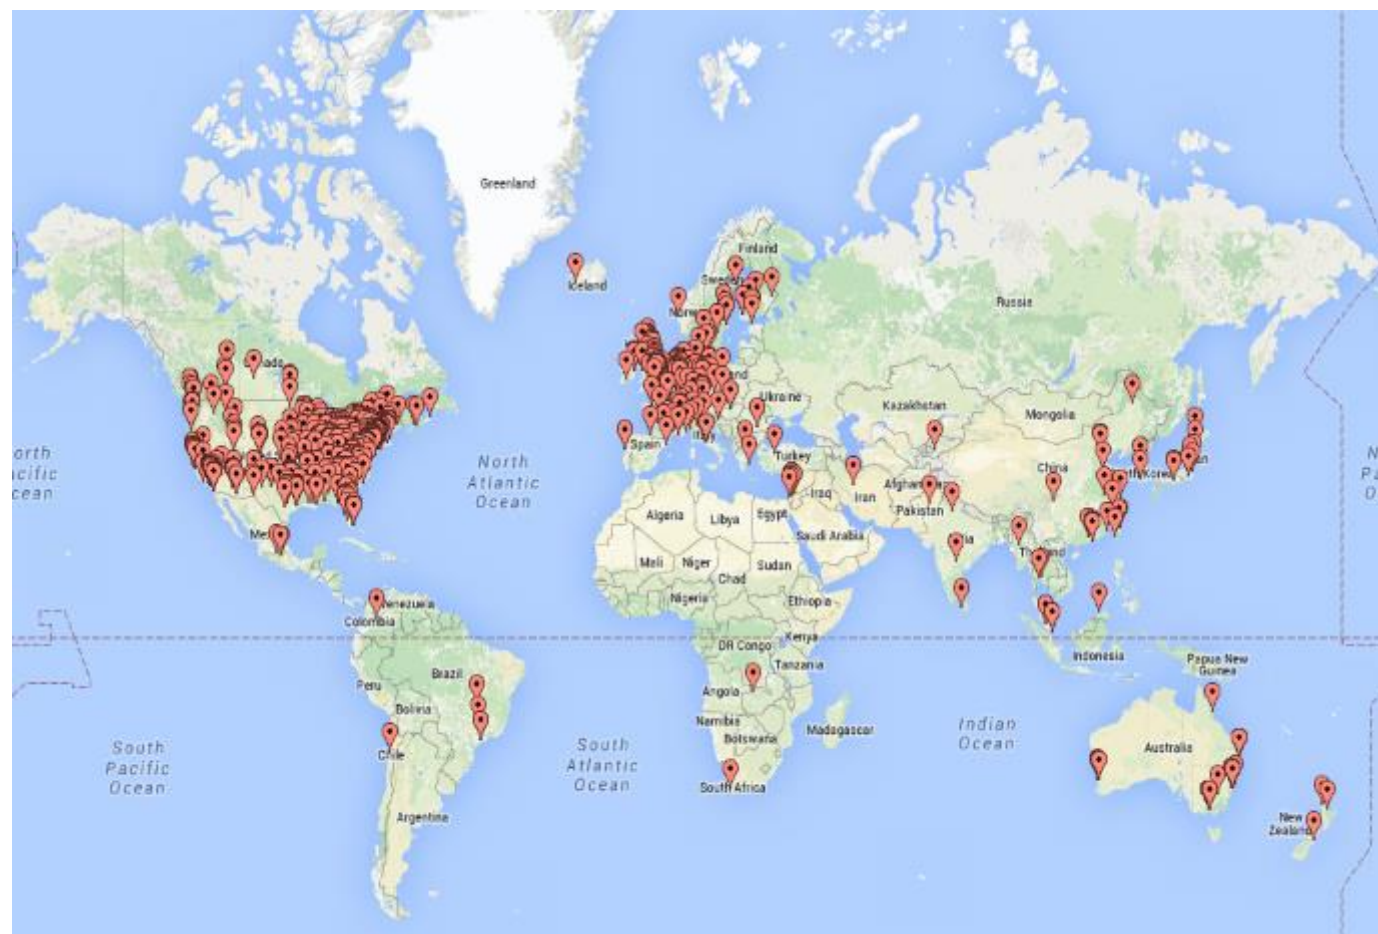 Greenland
Finland
Iceland
Russia
Ukraine
Kazakhstan
Mongolia
North
Atlantic
Ocean
Spain
Italy
Turkey
China
Iraq
Iran
Pakistan
Algeria
Libya
Egypt
Saudi Arabia
Mali
Niger
Chad
Sudan
Nigeria
Ethiopia
Venezuela
Colombia
DR Congo
Kenya
Tanzania
Indonesia
Papua New
Guinea
Brazil
Peru
Angola
Bolivia
Namibia
Botswana
Madagascar
Indian
Ocean
Australia
South
Pacific
Ocean
Chile
South
Atlantic
Ocean
South Africa
Argentina
New
Zealand